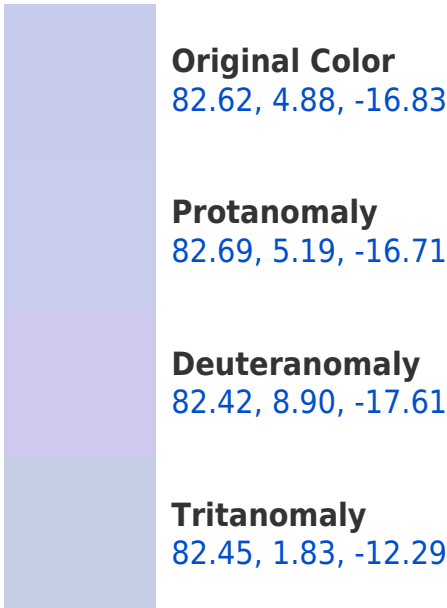 Original Color
82.62, 4.88, -16.83
Protanomaly
82.69, 5.19, -16.71
Deuteranomaly
82.42, 8.90, -17.61
Tritanomaly
82.45, 1.83, -12.29